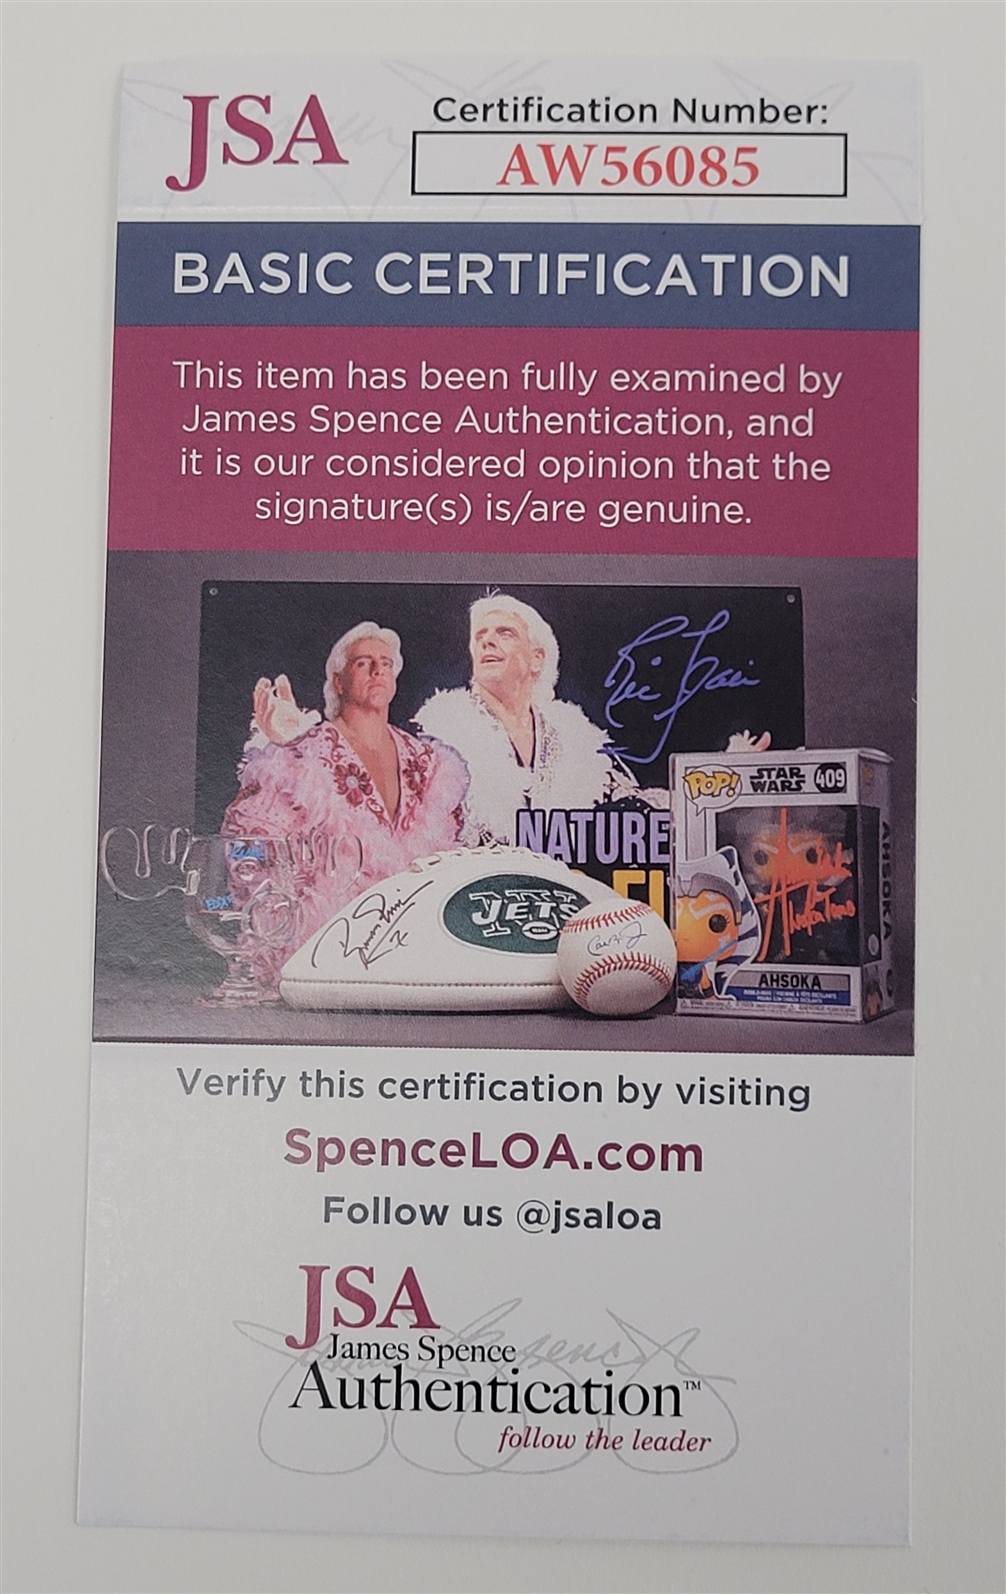 JSA
Certification Number:
AW56085
BASIC CERTIFICATION
This item has been fully examined by
James Spence Authentication, and
it is our considered opinion that the
signature(s) is/are genuine.
Ric Flair
POP!
STAR
WARS
409
NATURE
AHSOKA
JETS
AHSOKA
Verify this certification by visiting
SpenceLOA.com
Follow us @jsaloa
JSA
James Spence
Authentication™
follow the leader